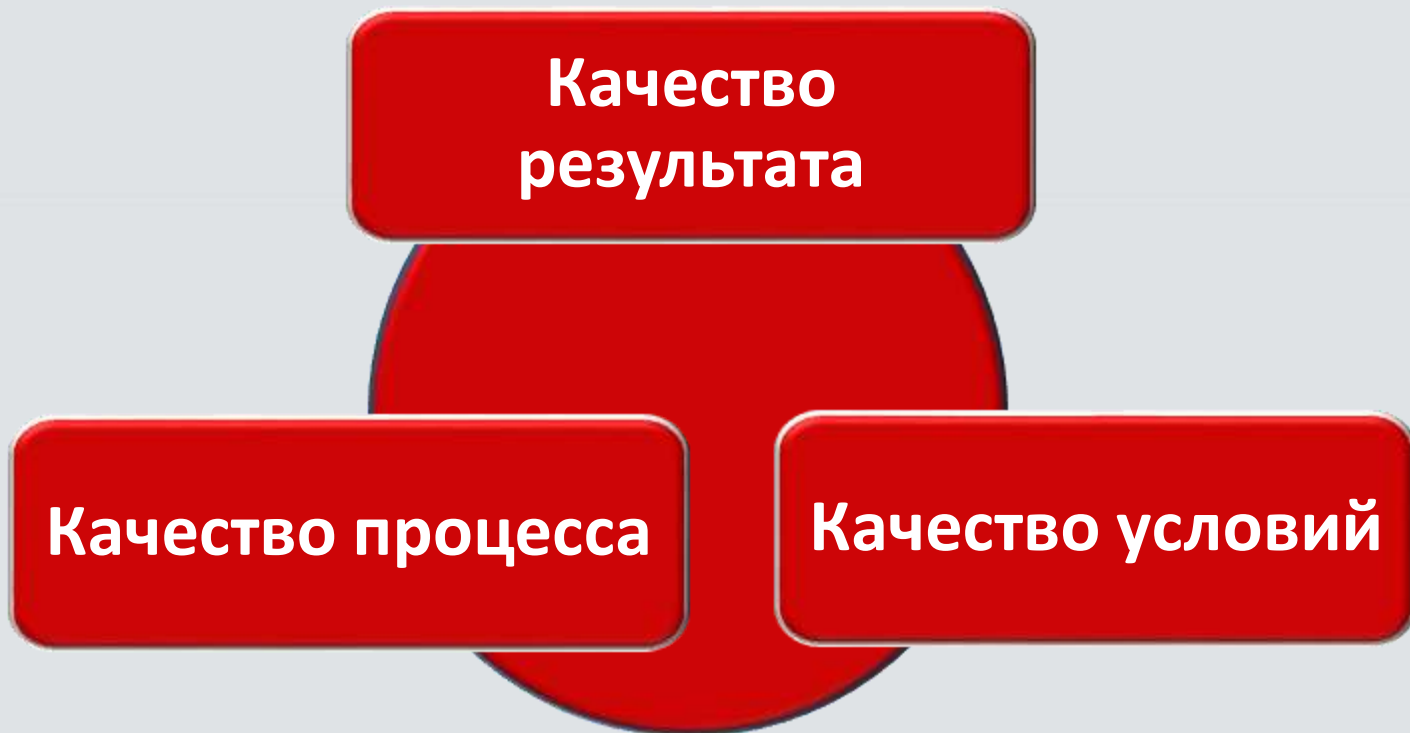 Качество
результата
Качество процесса
Качество условий